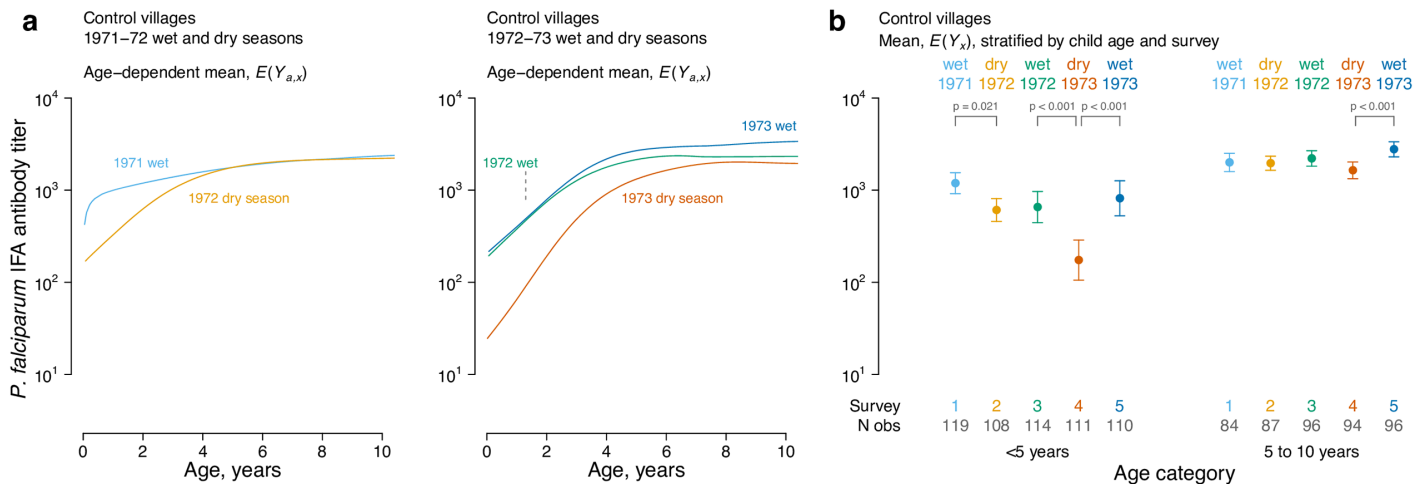 a
Control villages
1971–72 wet and dry seasons
Age–dependent mean, E(Yₐ,ₓ)
P. falciparum IFA antibody titer
10⁴
10³
10²
10¹
1971 wet
1972 dry season
0 2 4 6 8 10
Age, years
Control villages
1972–73 wet and dry seasons
Age–dependent mean, E(Yₐ,ₓ)
10⁴
10³
10²
10¹
1973 wet
1972 wet
1973 dry season
0 2 4 6 8 10
Age, years
b
Control villages
Mean, E(Yₓ), stratified by child age and survey
wet dry wet dry wet wet dry wet dry wet
1971 1972 1972 1973 1973 1971 1972 1972 1973 1973
p = 0.021 p < 0.001 p < 0.001 p < 0.001
10⁴
10³
10²
10¹
Survey 1 2 3 4 5 1 2 3 4 5
N obs 119 108 114 111 110 84 87 96 94 96
<5 years 5 to 10 years
Age category